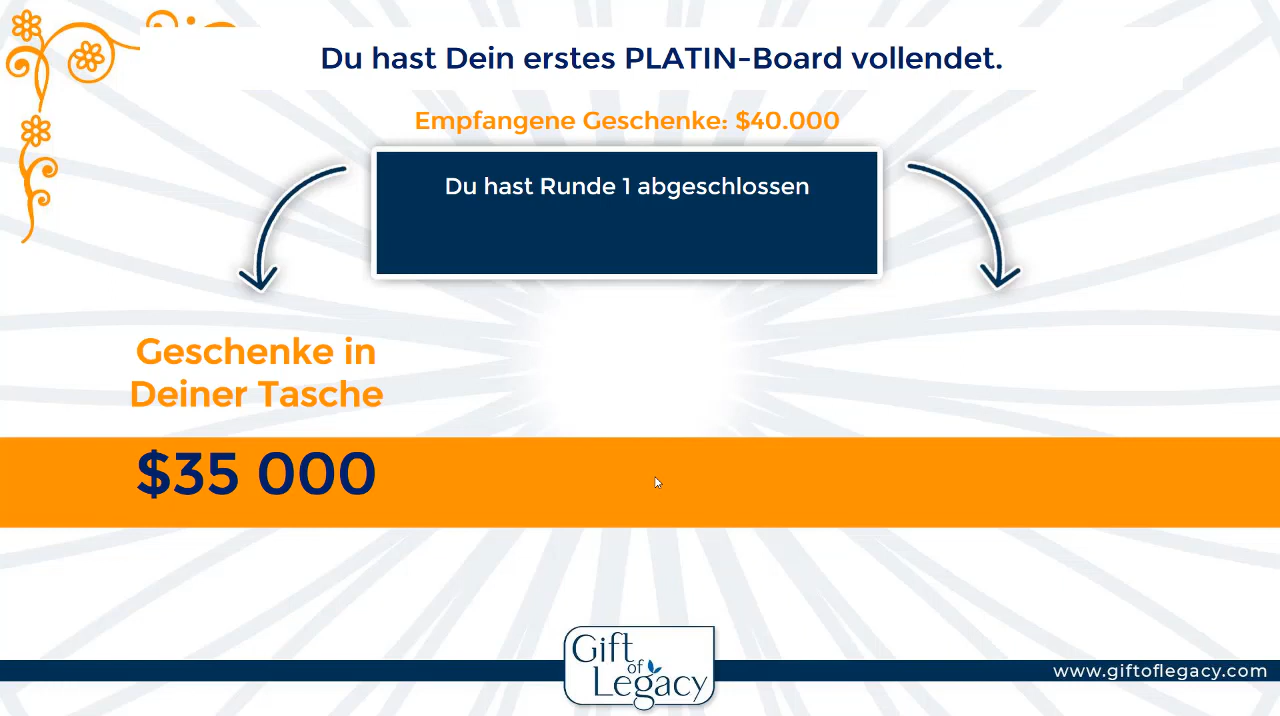 Du hast Dein erstes PLATIN-Board vollendet.
Empfangene Geschenke: $40.000
Du hast Runde 1 abgeschlossen
Geschenke in
Deiner Tasche
$35 000
Gift
of
Legacy
www.giftoflegacy.com